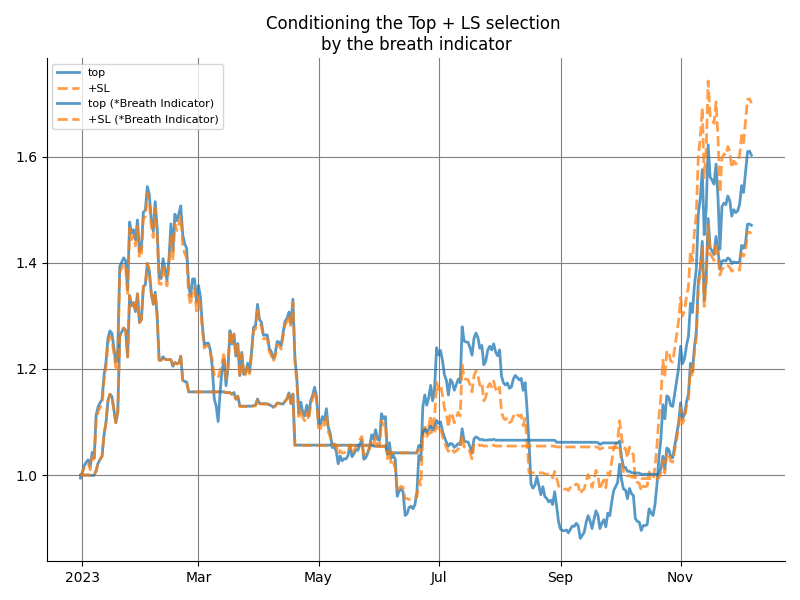 Conditioning the Top + LS selection
by the breath indicator
top
+SL
top (*Breath Indicator)
+SL (*Breath Indicator)
1.6
1.4
1.2
1.0
2023 Mar May Jul Sep Nov